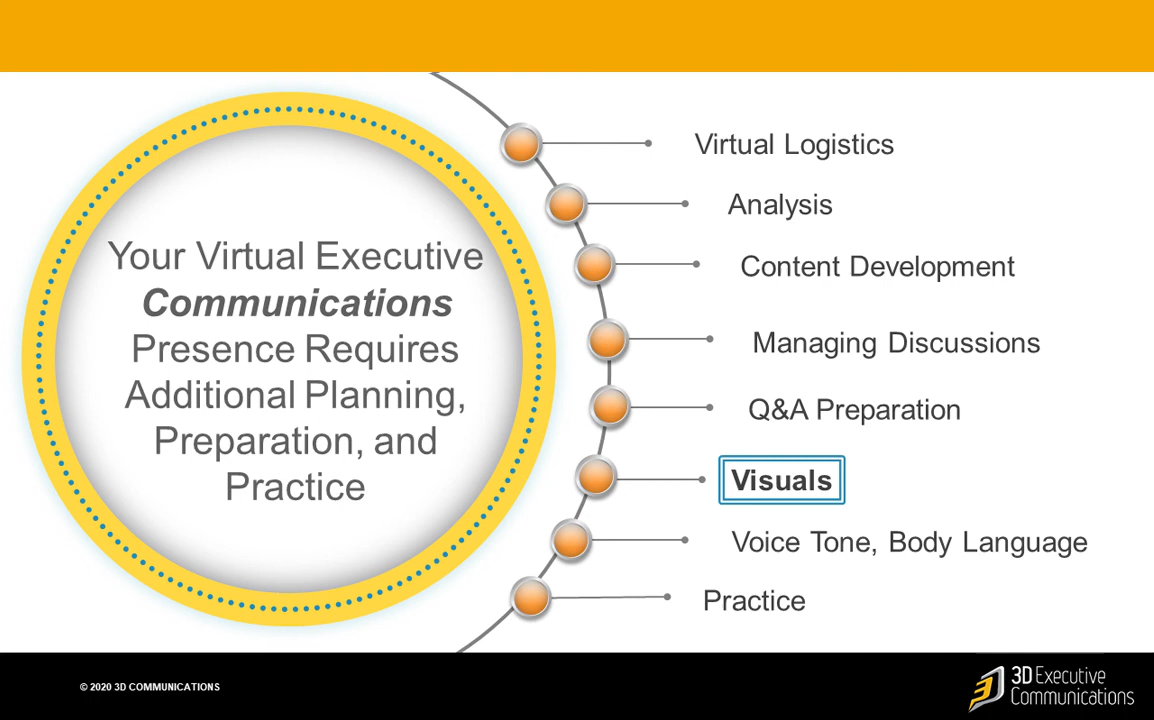 Your Virtual Executive
Communications
Presence Requires
Additional Planning,
Preparation, and
Practice
Virtual Logistics
Analysis
Content Development
Managing Discussions
Q&A Preparation
Visuals
Voice Tone, Body Language
Practice
© 2020 3D COMMUNICATIONS
3D Executive
Communications